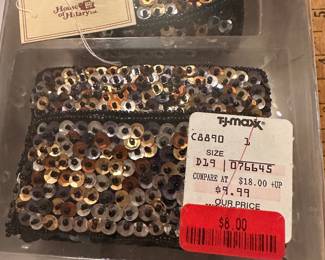 House of Hilary
T.J.maxx
C8890 1
SIZE
D19 076645
COMPARE AT $18.00 +UP
$9.99
OUR PRICE
$8.00